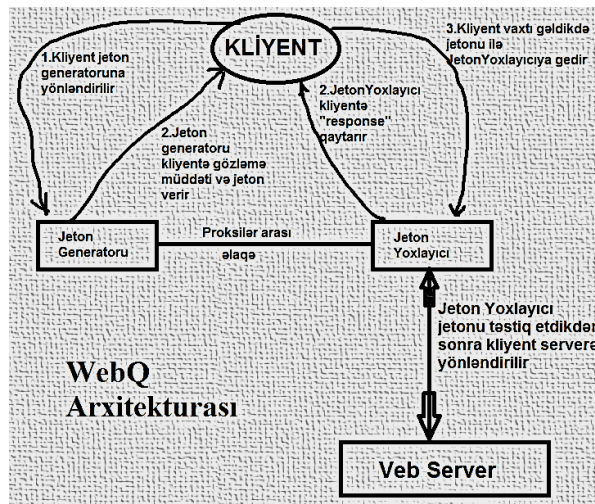 KLİYENT
1.Kliyent jeton
generatoruna
yönləndirilir
2.Jeton
generatoru
kliyentə gözləmə
müddəti və jeton
verir
2.JetonYoxlayıcı
kliyentə
"response"
qaytarır
3.Kliyent vaxtı gəldikdə
jetonu ilə
JetonYoxlayıcıya gedir
Jeton
Generatoru
Proksilər arası
əlaqə
Jeton
Yoxlayıcı
Jeton Yoxlayıcı
jetonu təstiq etdikdən
sonra kliyent serverə
yönləndirilir
WebQ
Arxitekturası
Veb Server